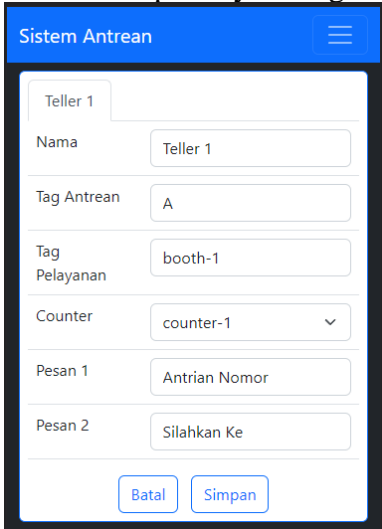 Sistem Antrean
Teller 1
Nama
Teller 1
Tag Antrean
A
Tag
Pelayanan
booth-1
Counter
counter-1
Pesan 1
Antrian Nomor
Pesan 2
Silahkan Ke
Batal
Simpan